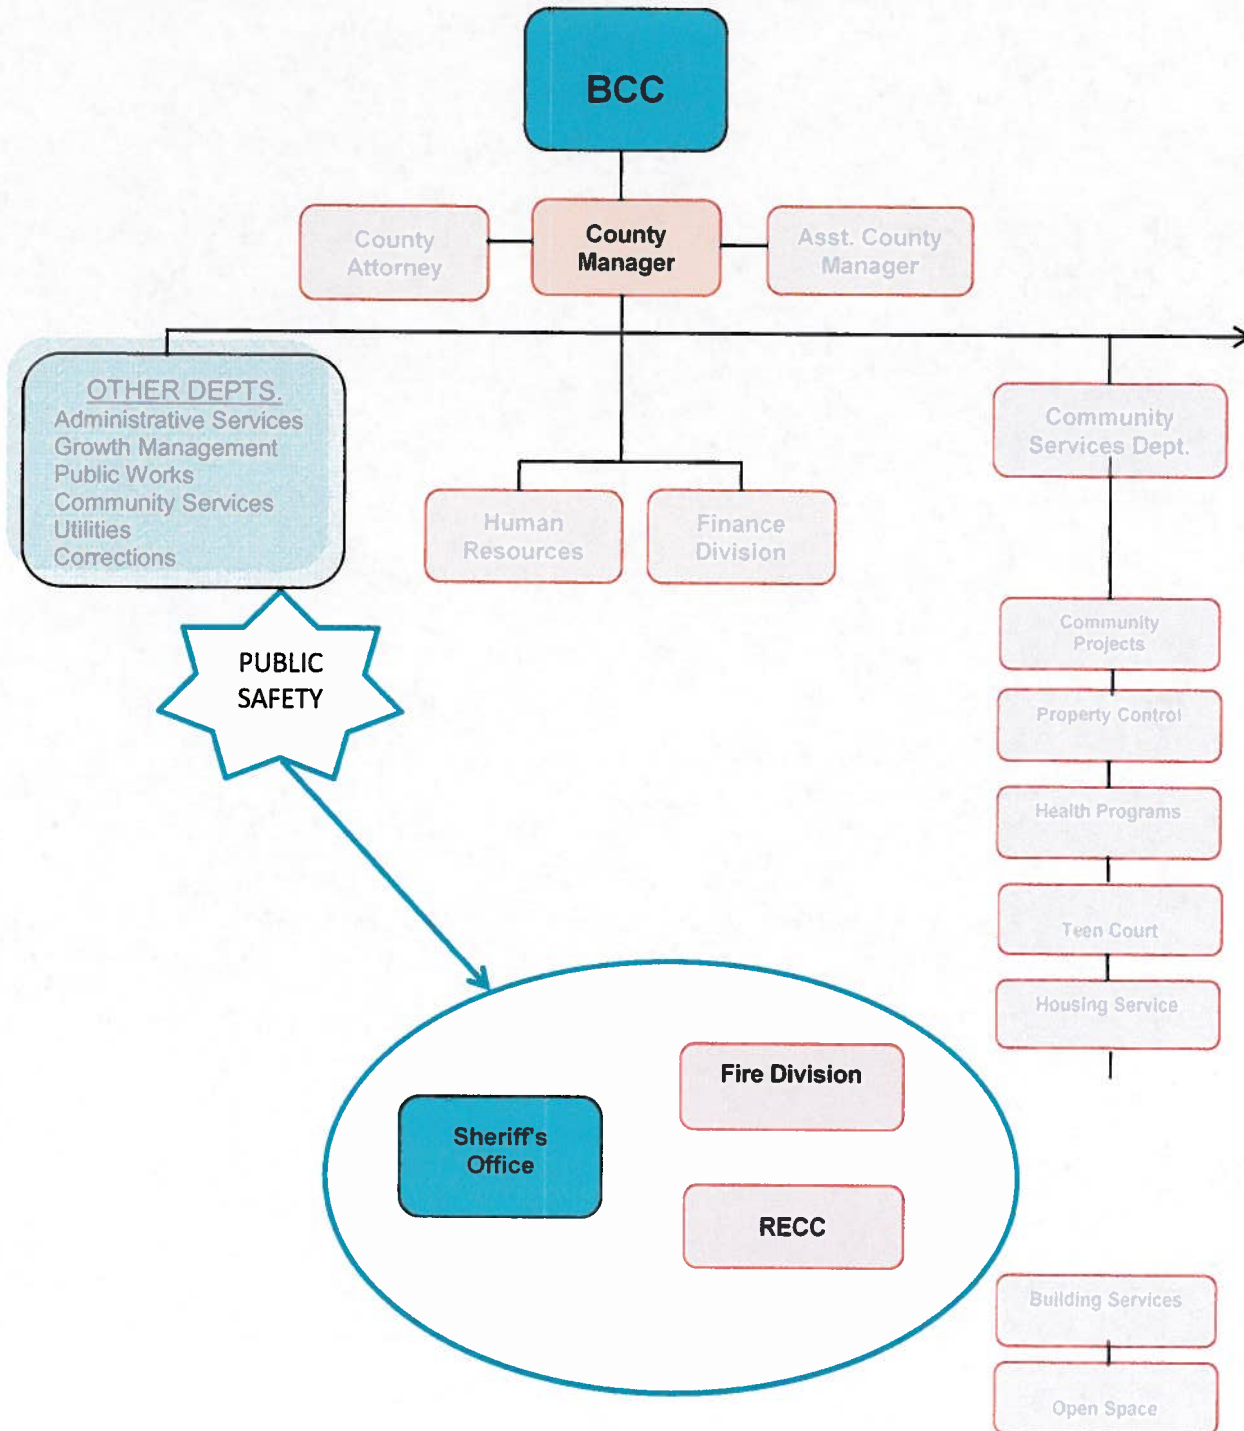 BCC
County
Attorney
County
Manager
Asst. County
Manager
OTHER DEPTS.
Administrative Services
Growth Management
Public Works
Community Services
Utilities
Corrections
Human
Resources
Finance
Division
Community
Services Dept.
PUBLIC
SAFETY
Community
Projects
Property Control
Health Programs
Teen Court
Housing Service
Sheriff's
Office
Fire Division
RECC
Building Services
Open Space